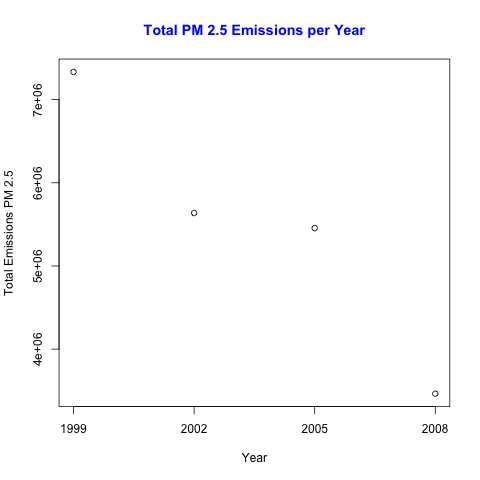 Total PM 2.5 Emissions per Year
Total Emissions PM 2.5
7e+06
6e+06
5e+06
4e+06
1999 2002 2005 2008
Year